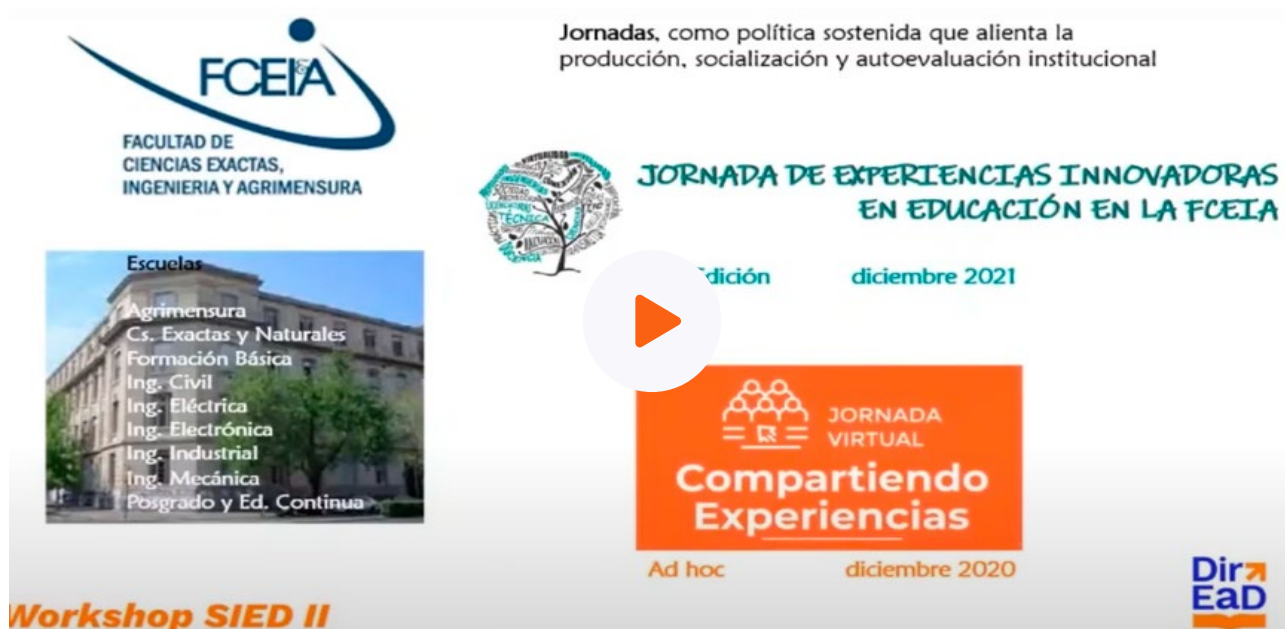 FCEIA
FACULTAD DE
CIENCIAS EXACTAS,
INGENIERIA Y AGRIMENSURA
Jornadas, como política sostenida que alienta la
producción, socialización y autoevaluación institucional
JORNADA DE EXPERIENCIAS INNOVADORAS
EN EDUCACIÓN EN LA FCEIA
diciembre 2021
Escuelas
Agrimensura
Cs. Exactas y Naturales
Formación Básica
Ing. Civil
Ing. Eléctrica
Ing. Electrónica
Ing. Industrial
Ing. Mecánica
Posgrado y Ed. Continua
JORNADA
VIRTUAL
Compartiendo
Experiencias
Ad hoc diciembre 2020
Workshop SIED II
Dir
EaD